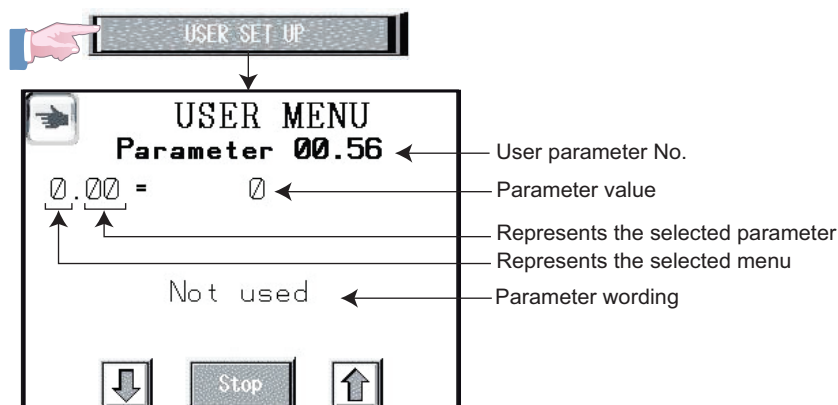 USER SET UP
USER MENU
Parameter 00.56
User parameter No.
0.00 = 0
Parameter value
Represents the selected parameter
Represents the selected menu
Not used
Parameter wording
Stop